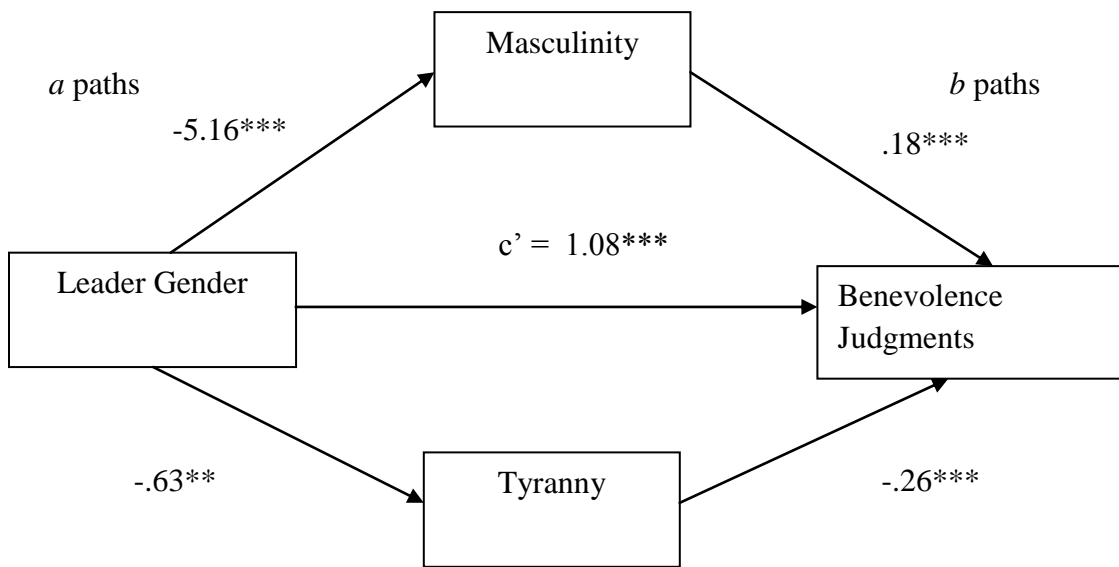 Masculinity
a paths
b paths
-5.16***
.18***
c’ = 1.08***
Leader Gender
Benevolence
Judgments
-.63**
Tyranny
-.26***